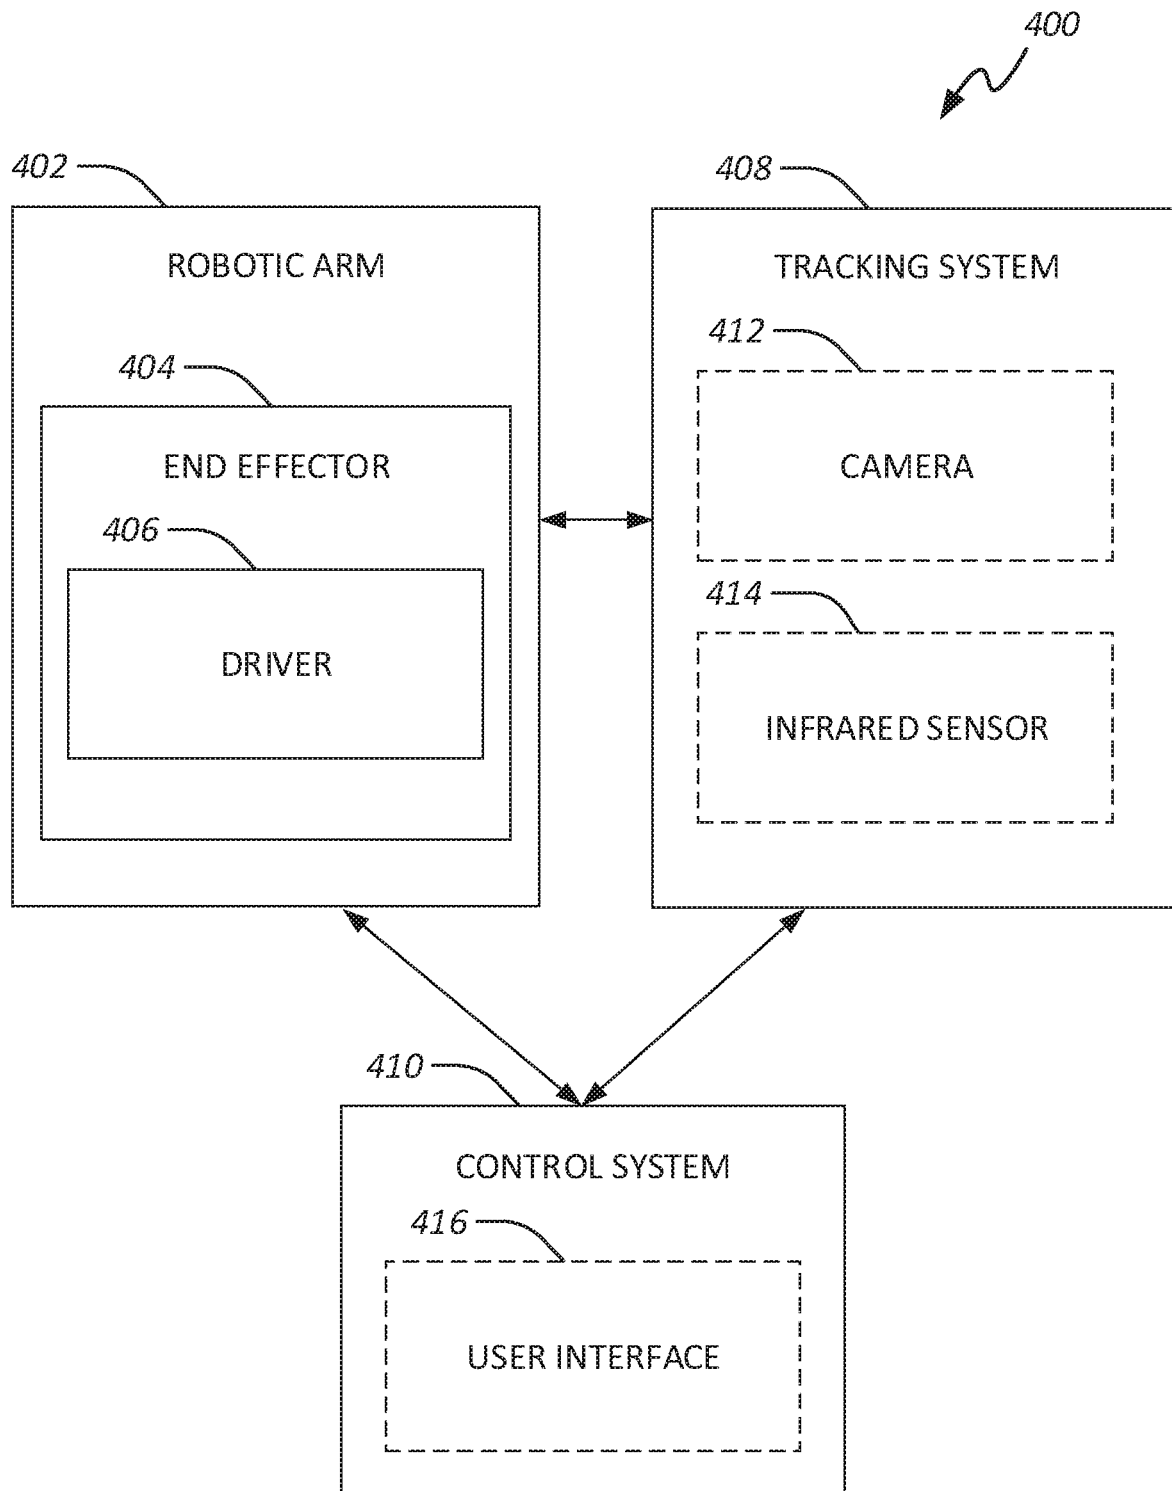 400
402
408
ROBOTIC ARM
TRACKING SYSTEM
412
404
END EFFECTOR
CAMERA
406
414
DRIVER
INFRARED SENSOR
410
CONTROL SYSTEM
416
USER INTERFACE